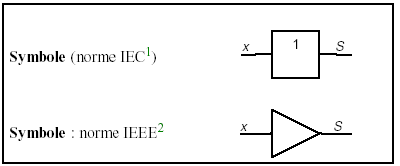 Symbole (norme IEC1)
x 1 S
Symbole : norme IEEE2
x S